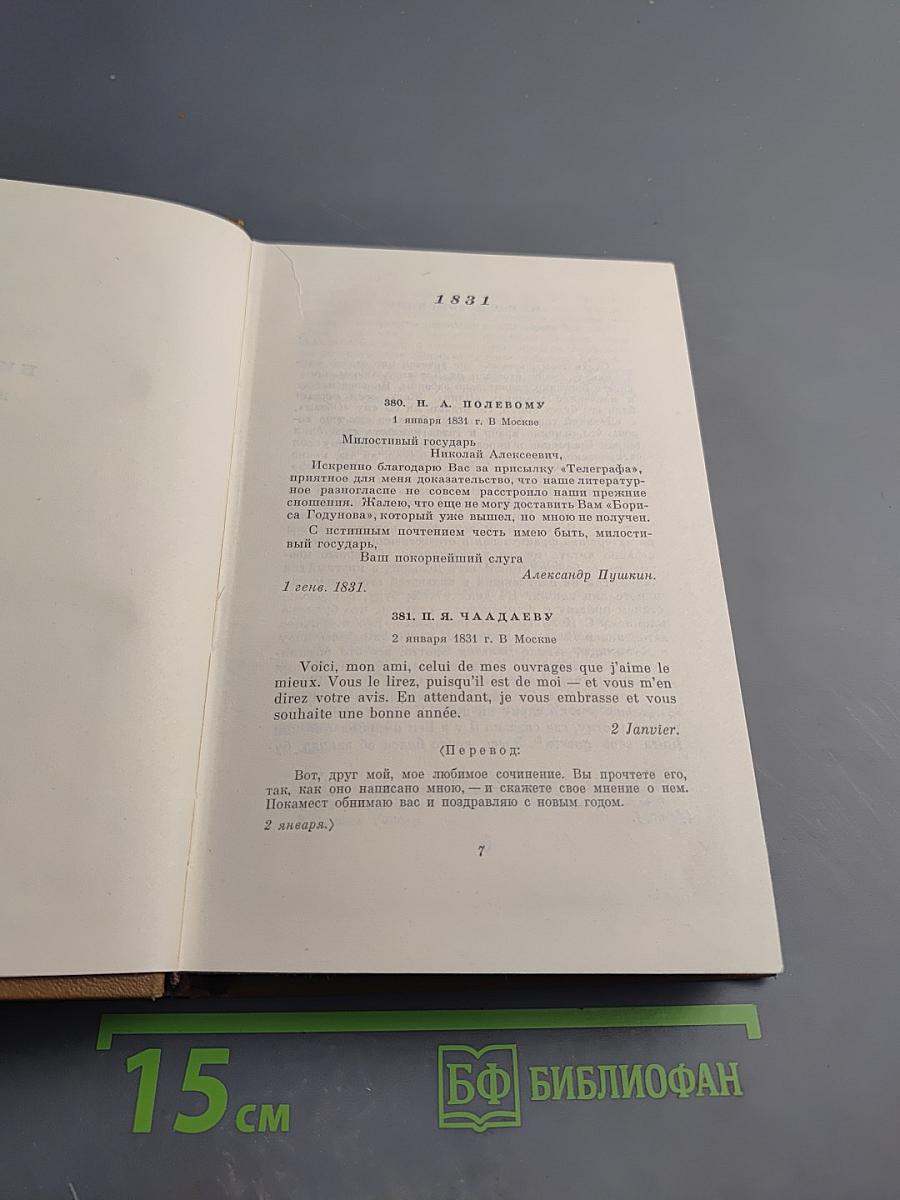 1831
380. Н. А. ПОЛЕВОМУ
1 января 1831 г. В Москве
Милостивый государь
Николай Алексеевич,
Искренно благодарю Вас за присылку «Телеграфа»,
приятное для меня доказательство, что наше литератур-
ное разногласие не совсем расстроило наши прежние
сношения. Жалею, что еще не могу доставить Вам «Бори-
са Годунова», который уже вышел, но мною не получен.
С истинным почтением честь имею быть, милости-
вый государь,
Ваш покорнейший слуга
Александр Пушкин.
1 генв. 1831.
381. П. Я. ЧААДАЕВУ
2 января 1831 г. В Москве
Voici, mon ami, celui de mes ouvrages que j'aime le
mieux. Vous le lirez, puisqu'il est de moi — et vous m'en
direz votre avis. En attendant, je vous embrasse et vous
souhaite une bonne année.
2 Janvier.
〈Перевод:
Вот, друг мой, мое любимое сочинение. Вы прочтете его,
так, как оно написано мною, — и скажете свое мнение о нем.
Покамест обнимаю вас и поздравляю с новым годом.
2 января.〉
7
15 см
БФ БИБЛИОФАН